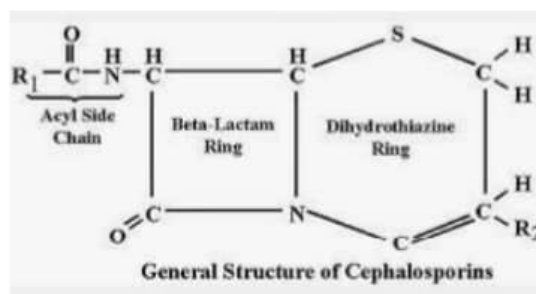 O
H H H
R1 C N C C S C H
H
Acyl Side
Chain
Beta-Lactam
Ring
Dihydrothiazine
Ring
H
O C N C C R2
General Structure of Cephalosporins